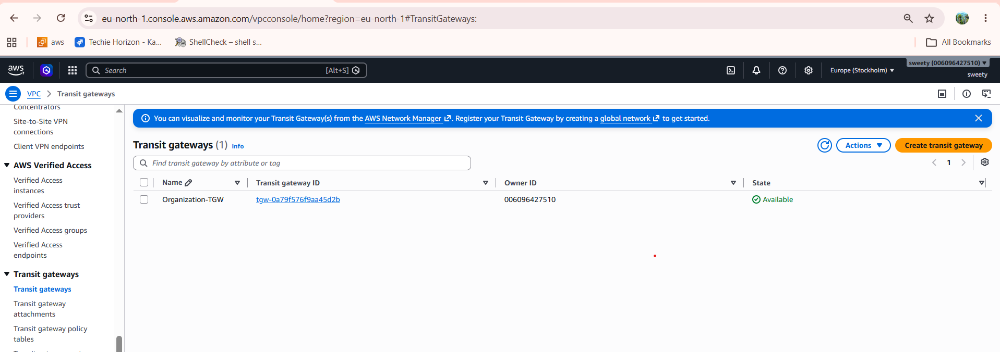 eu-north-1.console.aws.amazon.com/vpcconsole/home?region=eu-north-1#TransitGateways:
aws
Techie Horizon - Ka...
ShellCheck – shell s...
All Bookmarks
aws
Search
[Alt+S]
Europe (Stockholm)
sweety (006096427510)
sweety
VPC
Transit gateways
Concentrators
Site-to-Site VPN
connections
Client VPN endpoints
AWS Verified Access
Verified Access
instances
Verified Access trust
providers
Verified Access groups
Verified Access
endpoints
Transit gateways
Transit gateways
Transit gateway
attachments
Transit gateway policy
tables
You can visualize and monitor your Transit Gateway(s) from the AWS Network Manager. Register your Transit Gateway by creating a global network to get started.
Transit gateways (1) Info
Actions
Create transit gateway
Find transit gateway by attribute or tag
1
Name
Transit gateway ID
Owner ID
State
Organization-TGW
tgw-0a79f576f9aa45d2b
006096427510
Available